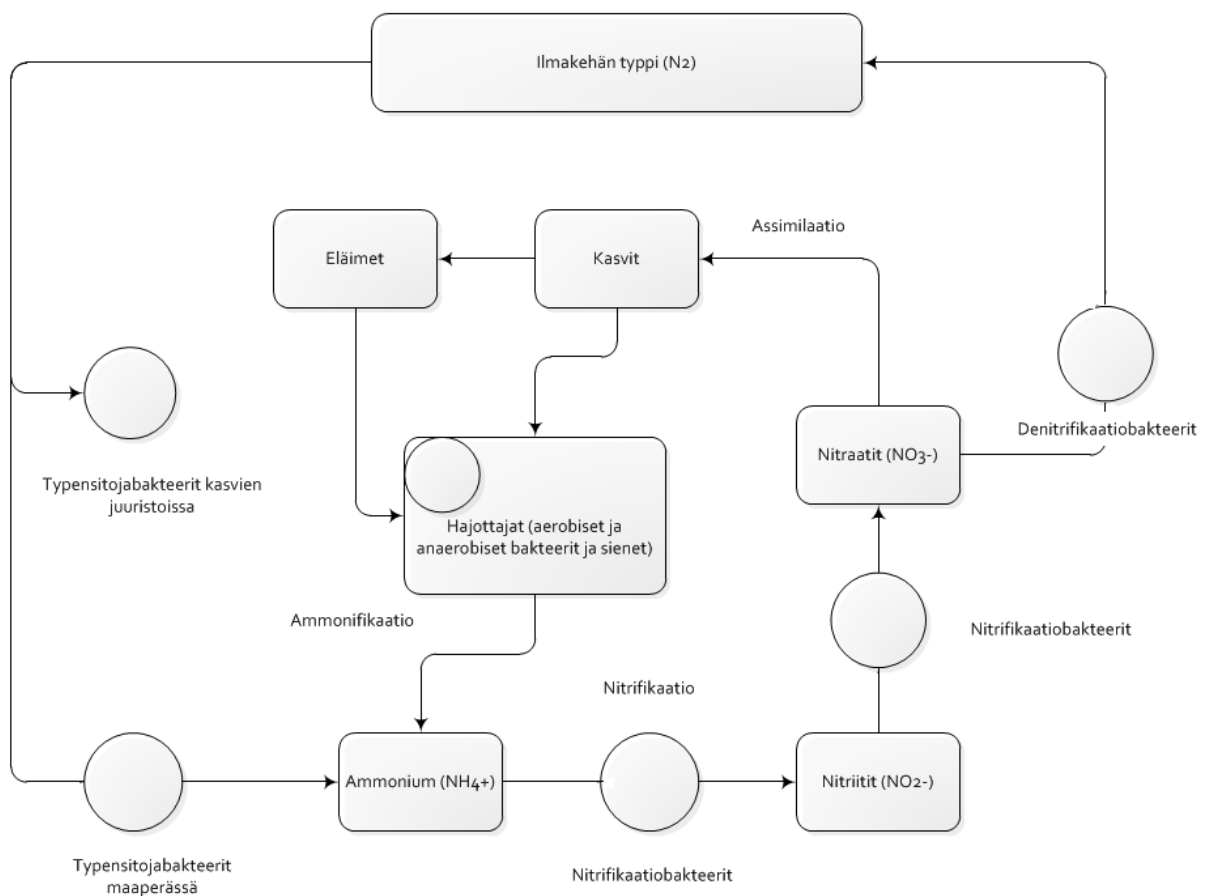 Ilmakehän typpi (N2)
Assimilaatio
Eläimet
Kasvit
Denitrifikaatiobakteerit
Nitraatit (NO3-)
Typensitojabakteerit kasvien
juuristoissa
Hajottajat (aerobiset ja
anaerobiset bakteerit ja sienet)
Ammonifikaatio
Nitrifikaatiobakteerit
Nitrifikaatio
Ammonium (NH4+)
Nitriitit (NO2-)
Typensitojabakteerit
maaperässä
Nitrifikaatiobakteerit